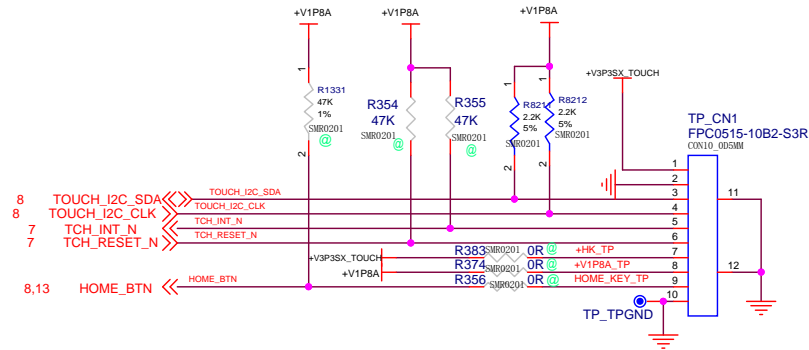 +V1P8A
+V1P8A
+V1P8A
+V3P3SX_TOUCH
1
R1331
47K
1%
SMR0201
@
2
R354
47K
SMR0201
@
R355
47K
SMR0201
1
2.2K
5%
2
1
R8212
2.2K
5%
SMR0201
2
TP_CN1
FPC0515-10B2-S3R
CON10_0D5MM
8 TOUCH_I2C_SDA TOUCH_I2C_SDA
8 TOUCH_I2C_CLK TOUCH_I2C_CLK
7 TCH_INT_N TCH_INT_N
7 TCH_RESET_N TCH_RESET_N
+V3P3SX_TOUCH R383 SMR0201 0R @ +HK_TP
+V1P8A R374 SMR0201 0R @ +V1P8A_TP
8,13 HOME_BTN HOME_BTN R356 SMR0201 0R @ HOME_KEY_TP
1
2
3
4
5
6
7
8
9
10
11
12
TP_TPGND